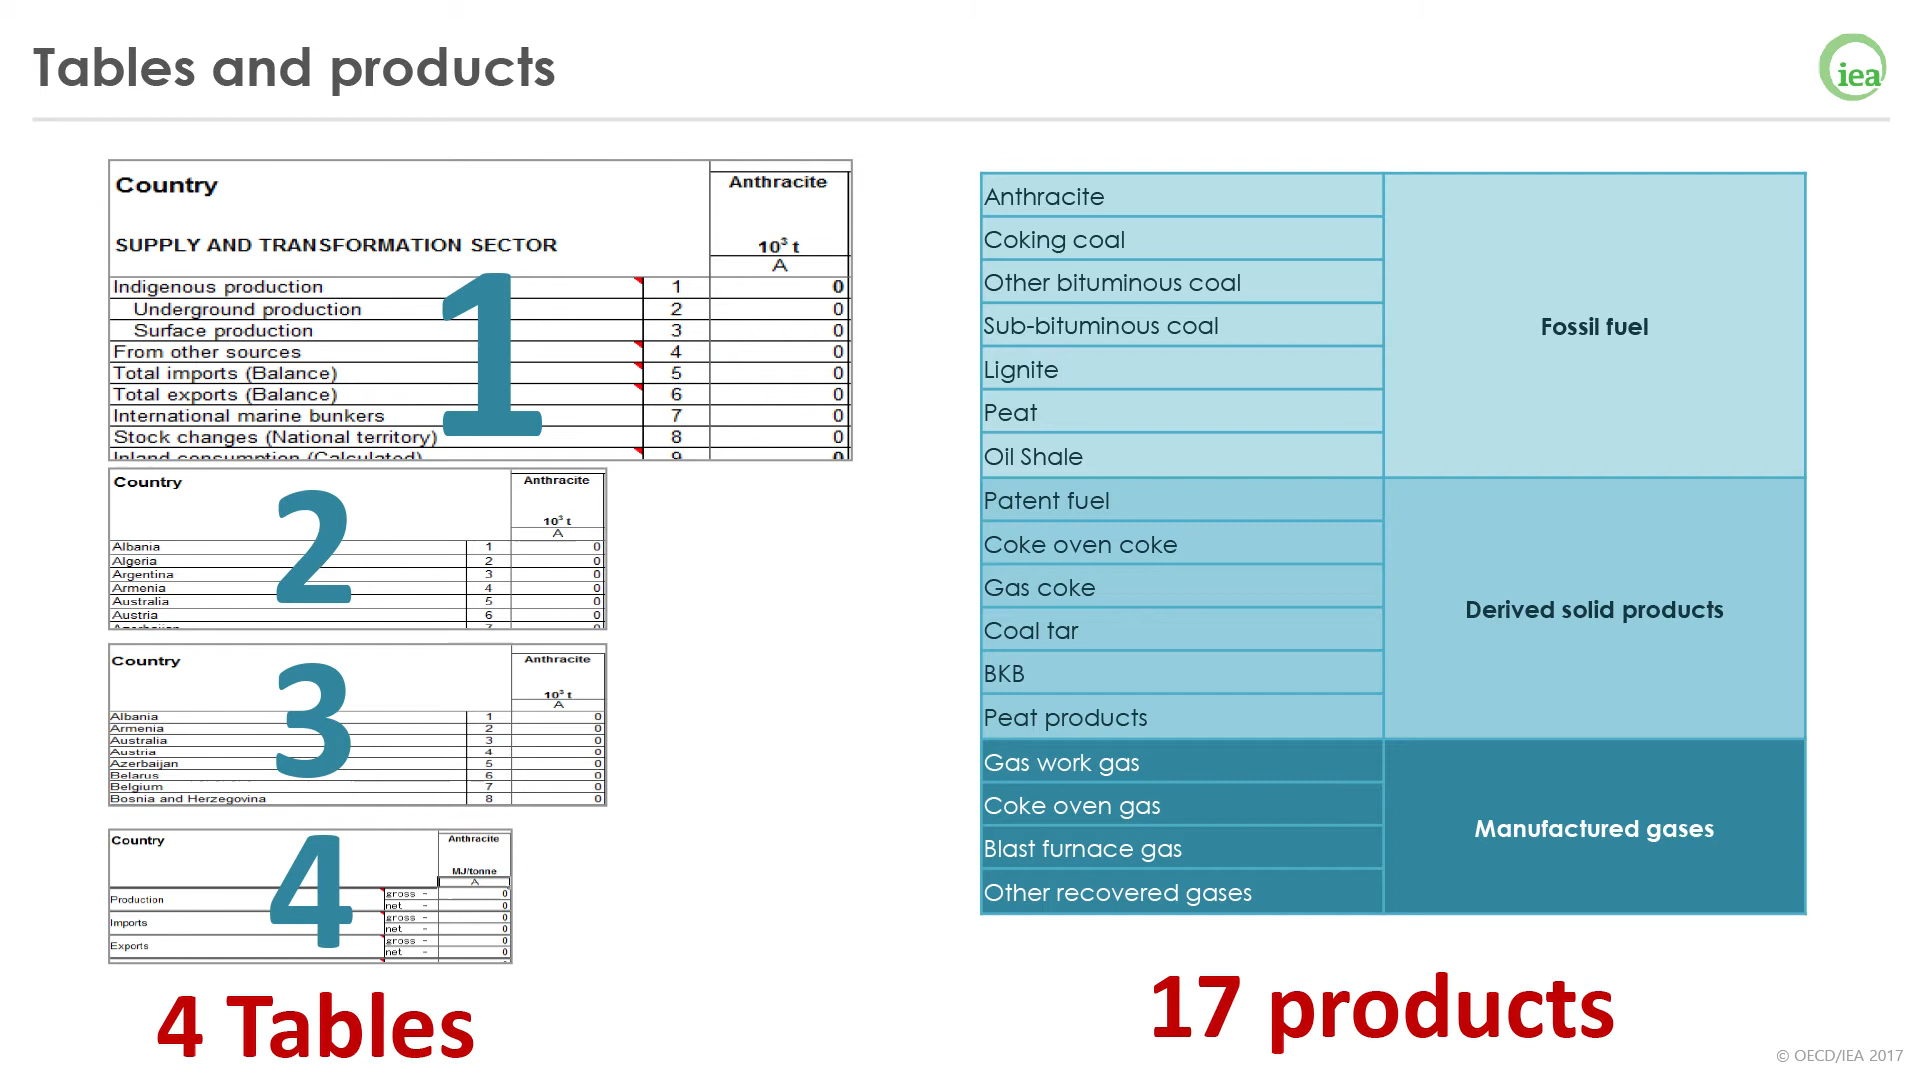 Tables and products
iea
Country
Anthracite
SUPPLY AND TRANSFORMATION SECTOR
10³ t
A
Indigenous production 1 0
Underground production 2 0
Surface production 3 0
From other sources 4 0
Total imports (Balance) 5 0
Total exports (Balance) 6 0
International marine bunkers 7 0
Stock changes (National territory) 8 0
Inland consumption (Calculated) 9 0
1
Country
Anthracite
10³ t
A
Albania 1 0
Algeria 2 0
Argentina 3 0
Armenia 4 0
Australia 5 0
Austria 6 0
Azerbaijan 7 0
2
Country
Anthracite
10³ t
A
Albania 1 0
Armenia 2 0
Australia 3 0
Austria 4 0
Azerbaijan 5 0
Belarus 6 0
Belgium 7 0
Bosnia and Herzegovina 8 0
3
Country
Anthracite
MJ/tonne
A
Production gross - 0
net - 0
Imports gross - 0
net - 0
Exports gross - 0
net - 0
4
4 Tables
Anthracite
Coking coal
Other bituminous coal
Sub-bituminous coal
Lignite
Peat
Oil Shale
Fossil fuel
Patent fuel
Coke oven coke
Gas coke
Coal tar
BKB
Peat products
Derived solid products
Gas work gas
Coke oven gas
Blast furnace gas
Other recovered gases
Manufactured gases
17 products
© OECD/IEA 2017